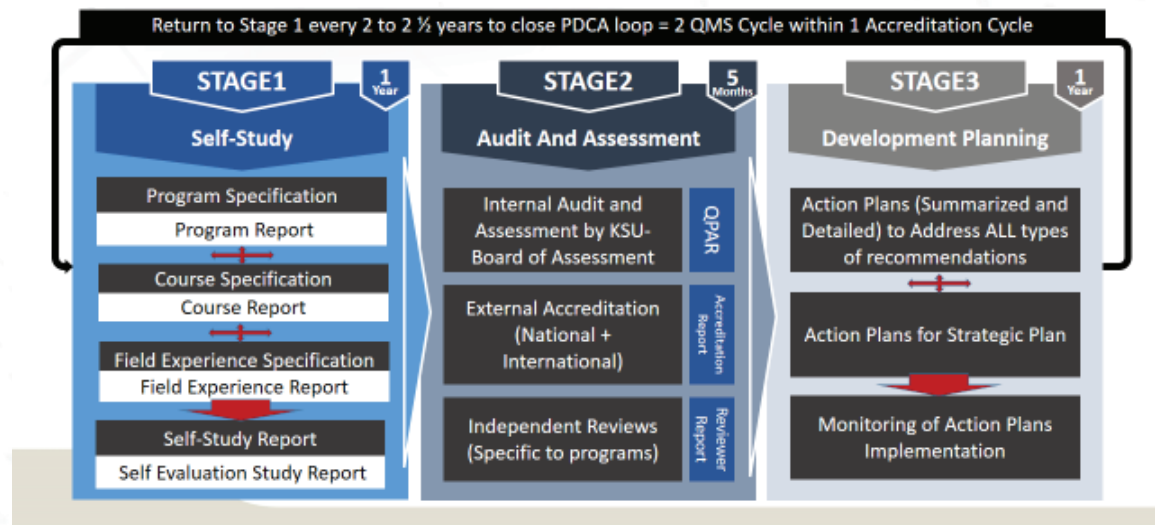 Return to Stage 1 every 2 to 2 ½ years to close PDCA loop = 2 QMS Cycle within 1 Accreditation Cycle
STAGE1
1
Year
Self-Study
Program Specification
Program Report
Course Specification
Course Report
Field Experience Specification
Field Experience Report
Self-Study Report
Self Evaluation Study Report
STAGE2
5
Months
Audit And Assessment
Internal Audit and
Assessment by KSU-
Board of Assessment
QPAR
External Accreditation
(National +
International)
Accreditation
Report
Independent Reviews
(Specific to programs)
Reviewer
Report
STAGE3
1
Year
Development Planning
Action Plans (Summarized and
Detailed) to Address ALL types
of recommendations
Action Plans for Strategic Plan
Monitoring of Action Plans
Implementation